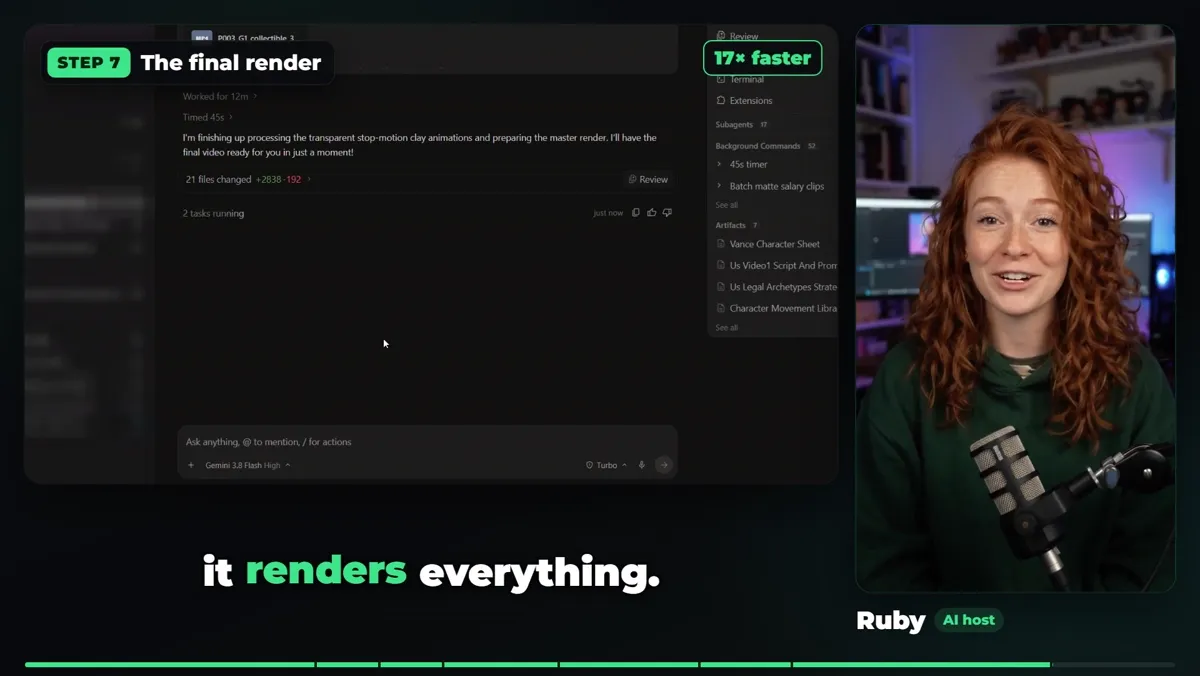 P003_G1_collectible_3...
STEP 7 The final render
17× faster
Worked for 12m
Timed 45s
I'm finishing up processing the transparent stop-motion clay animations and preparing the master render. I'll have the
final video ready for you in just a moment!
21 files changed +2838 -192
Review
2 tasks running
just now
Ask anything, @ to mention, / for actions
Gemini 3.8 Flash High
Turbo
Review
Terminal
Extensions
Subagents 17
Background Commands 52
45s timer
Batch matte salary clips
See all
Artifacts 7
Vance Character Sheet
Us Video1 Script And Prom
Us Legal Archetypes Strate
Character Movement Libra
See all
it renders everything.
Ruby AI host